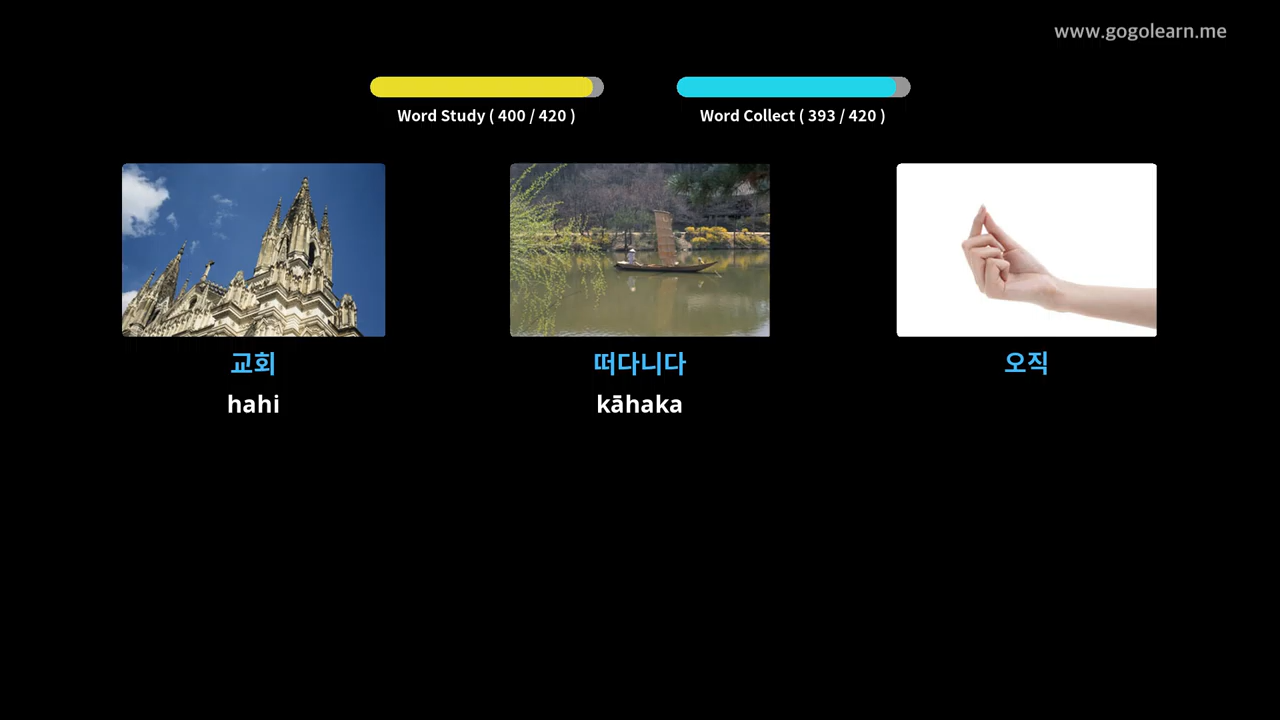 www.gogolearn.me
Word Study ( 400 / 420 )
Word Collect ( 393 / 420 )
교회
떠다니다
오직
hahi
kāhaka